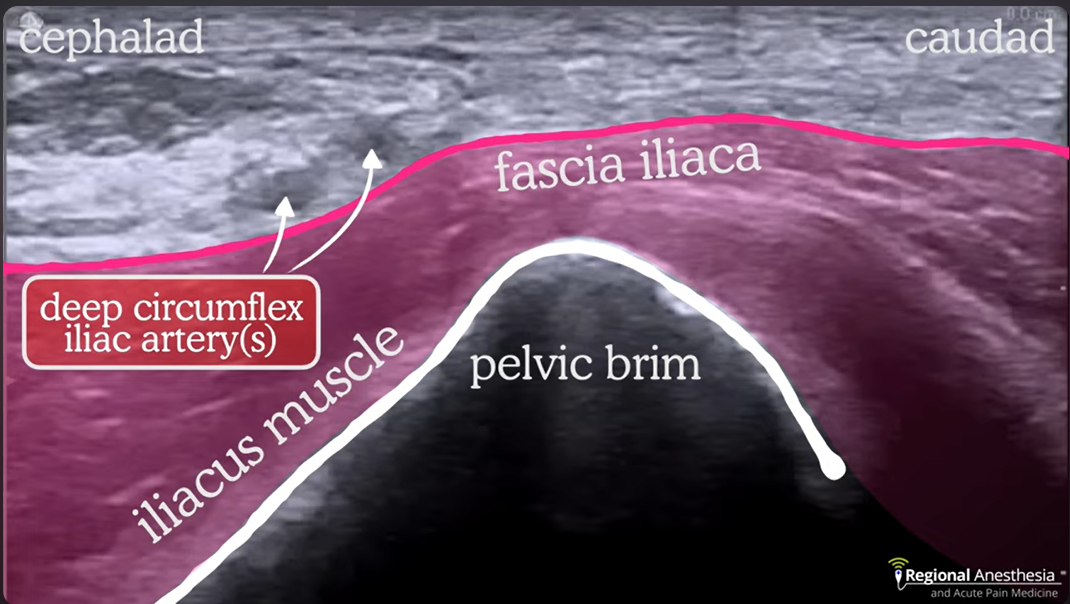 cephalad
caudad
fascia iliaca
deep circumflex
iliac artery(s)
pelvic brim
iliacus muscle
Regional Anesthesia
and Acute Pain Medicine